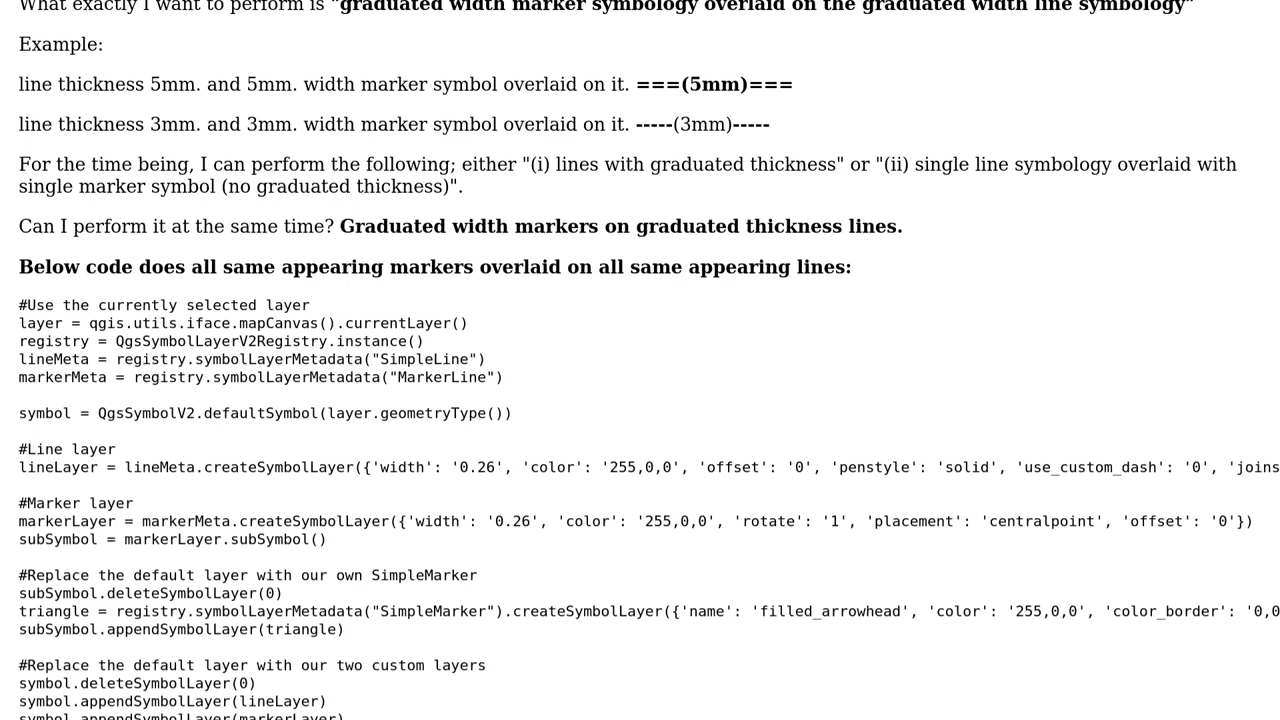 What exactly I want to perform is "graduated width marker symbology overlaid on the graduated width line symbology"
Example:
line thickness 5mm. and 5mm. width marker symbol overlaid on it. ===(5mm)===
line thickness 3mm. and 3mm. width marker symbol overlaid on it. -----(3mm)-----
For the time being, I can perform the following; either "(i) lines with graduated thickness" or "(ii) single line symbology overlaid with
single marker symbol (no graduated thickness)".
Can I perform it at the same time? Graduated width markers on graduated thickness lines.
Below code does all same appearing markers overlaid on all same appearing lines:
#Use the currently selected layer
layer = qgis.utils.iface.mapCanvas().currentLayer()
registry = QgsSymbolLayerV2Registry.instance()
lineMeta = registry.symbolLayerMetadata("SimpleLine")
markerMeta = registry.symbolLayerMetadata("MarkerLine")
symbol = QgsSymbolV2.defaultSymbol(layer.geometryType())
#Line layer
lineLayer = lineMeta.createSymbolLayer({'width': '0.26', 'color': '255,0,0', 'offset': '0', 'penstyle': 'solid', 'use_custom_dash': '0', 'joins
#Marker layer
markerLayer = markerMeta.createSymbolLayer({'width': '0.26', 'color': '255,0,0', 'rotate': '1', 'placement': 'centralpoint', 'offset': '0'})
subSymbol = markerLayer.subSymbol()
#Replace the default layer with our own SimpleMarker
subSymbol.deleteSymbolLayer(0)
triangle = registry.symbolLayerMetadata("SimpleMarker").createSymbolLayer({'name': 'filled_arrowhead', 'color': '255,0,0', 'color_border': '0,0
subSymbol.appendSymbolLayer(triangle)
#Replace the default layer with our two custom layers
symbol.deleteSymbolLayer(0)
symbol.appendSymbolLayer(lineLayer)
symbol.appendSymbolLayer(markerLayer)